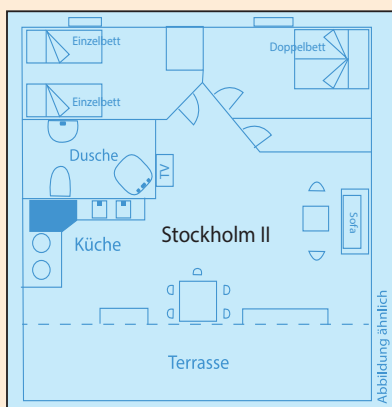 Einzelbett
Doppelbett
Einzelbett
Dusche
TV
Küche
Stockholm II
Sofa
Terrasse
Abbildung ähnlich